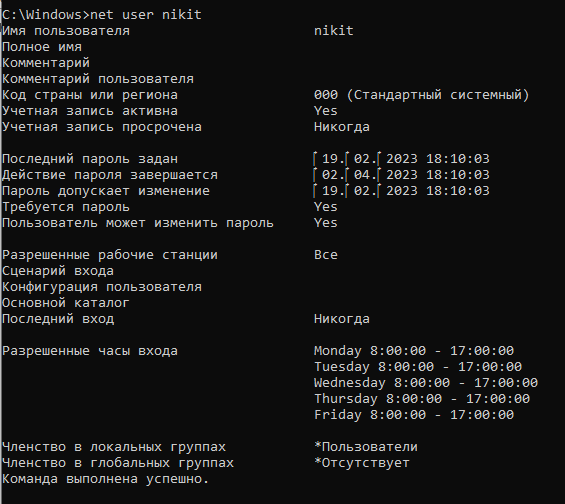 C:\Windows>net user nikit
Имя пользователя nikit
Полное имя
Комментарий
Комментарий пользователя
Код страны или региона 000 (Стандартный системный)
Учетная запись активна Yes
Учетная запись просрочена Никогда
Последний пароль задан 19.02.2023 18:10:03
Действие пароля завершается 02.04.2023 18:10:03
Пароль допускает изменение 19.02.2023 18:10:03
Требуется пароль Yes
Пользователь может изменить пароль Yes
Разрешенные рабочие станции Все
Сценарий входа
Конфигурация пользователя
Основной каталог
Последний вход Никогда
Разрешенные часы входа Monday 8:00:00 - 17:00:00
Tuesday 8:00:00 - 17:00:00
Wednesday 8:00:00 - 17:00:00
Thursday 8:00:00 - 17:00:00
Friday 8:00:00 - 17:00:00
Членство в локальных группах *Пользователи
Членство в глобальных группах *Отсутствует
Команда выполнена успешно.